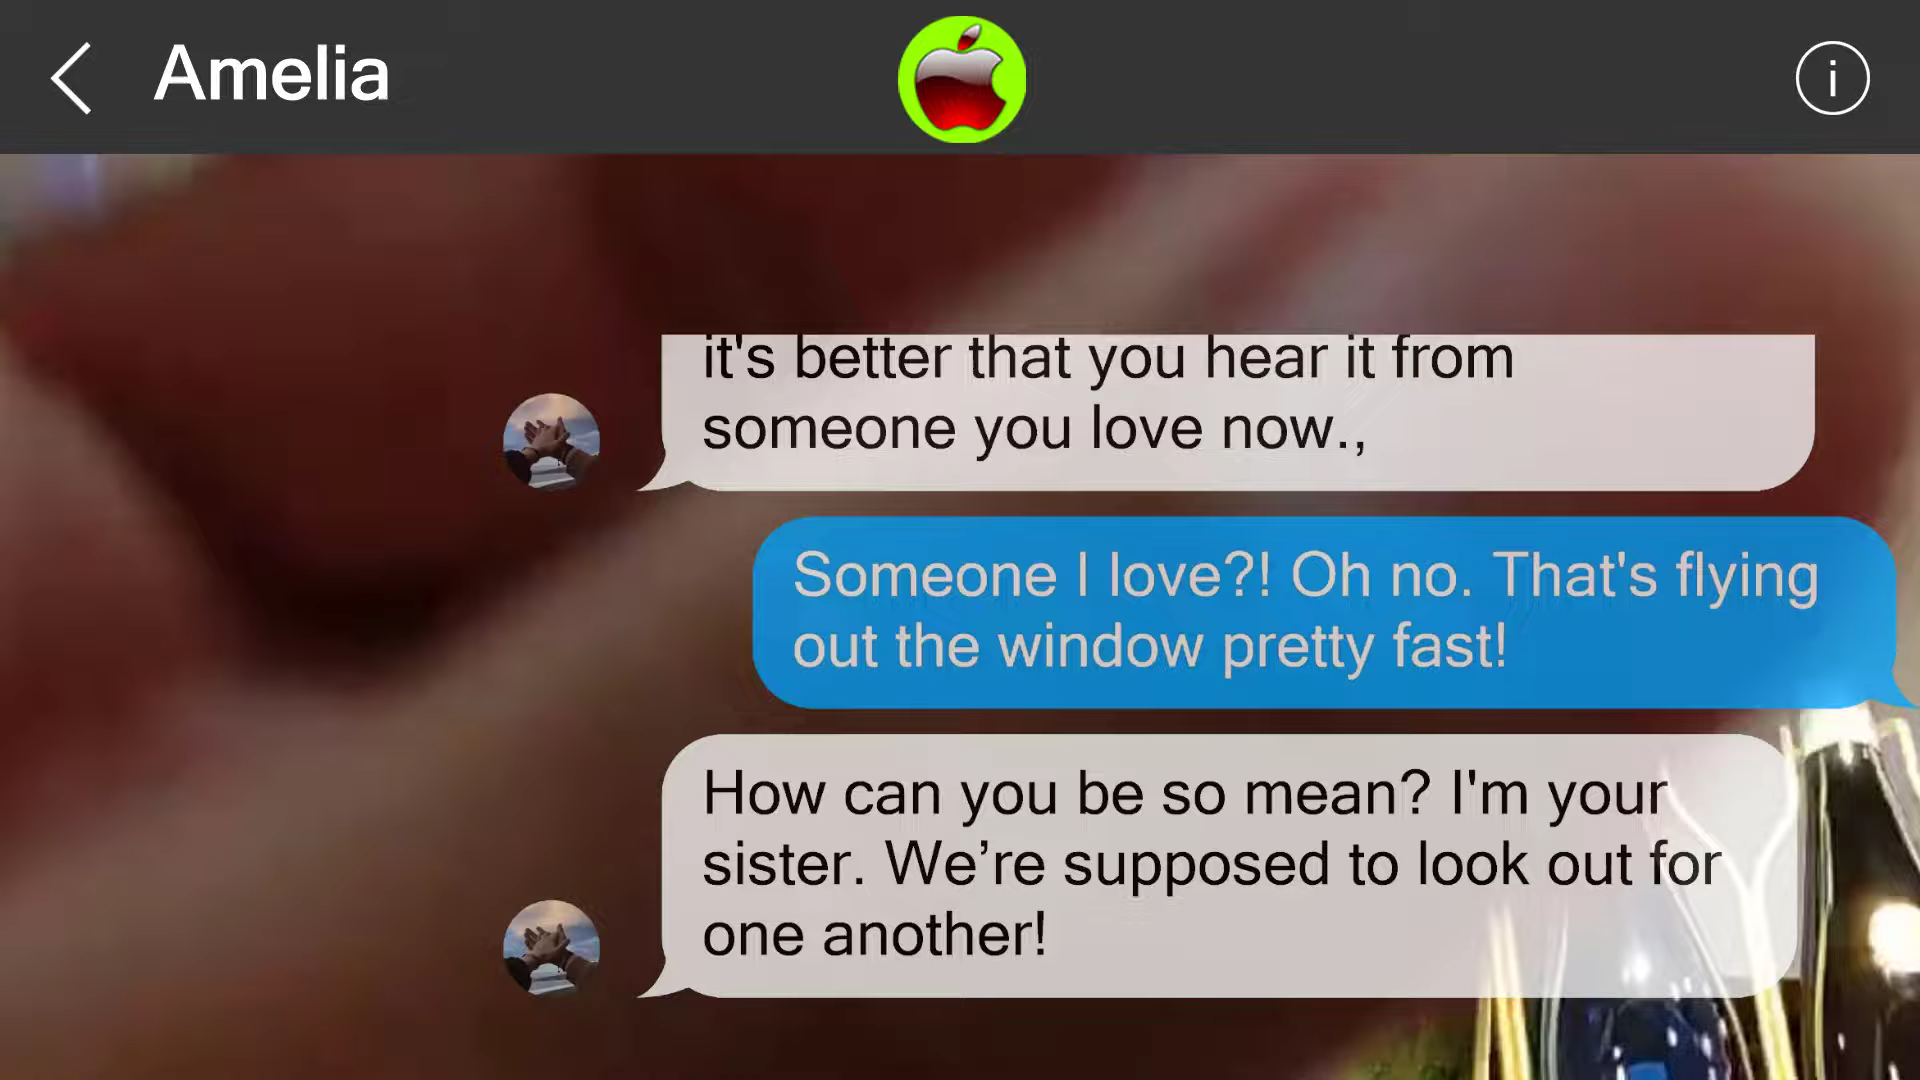 Amelia
i
it's better that you hear it from
someone you love now.,
Someone I love?! Oh no. That's flying
out the window pretty fast!
How can you be so mean? I'm your
sister. We’re supposed to look out for
one another!